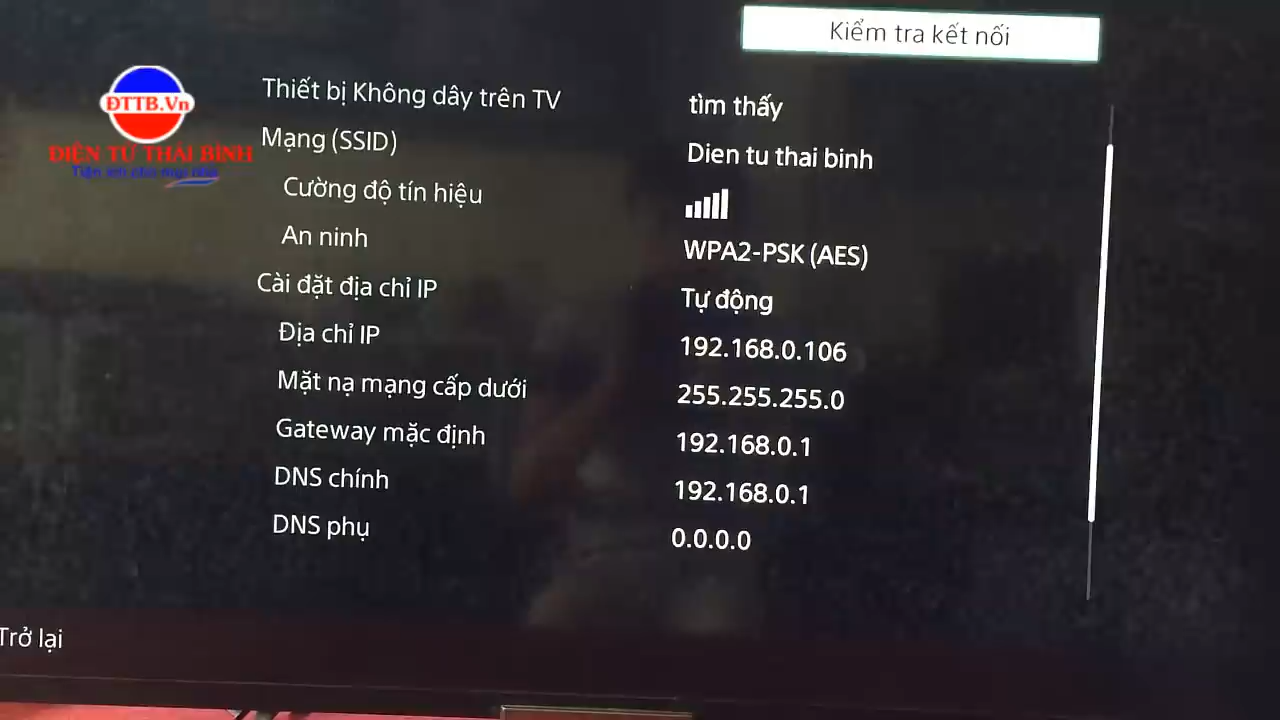 Kiểm tra kết nối
ĐTTB.Vn
ĐIỆN TỬ THÁI BÌNH
Thiết bị Không dây trên TV
tìm thấy
Mạng (SSID)
Dien tu thai binh
Cường độ tín hiệu
An ninh
WPA2-PSK (AES)
Cài đặt địa chỉ IP
Tự động
Địa chỉ IP
192.168.0.106
Mặt nạ mạng cấp dưới
255.255.255.0
Gateway mặc định
192.168.0.1
DNS chính
192.168.0.1
DNS phụ
0.0.0.0
Trở lại